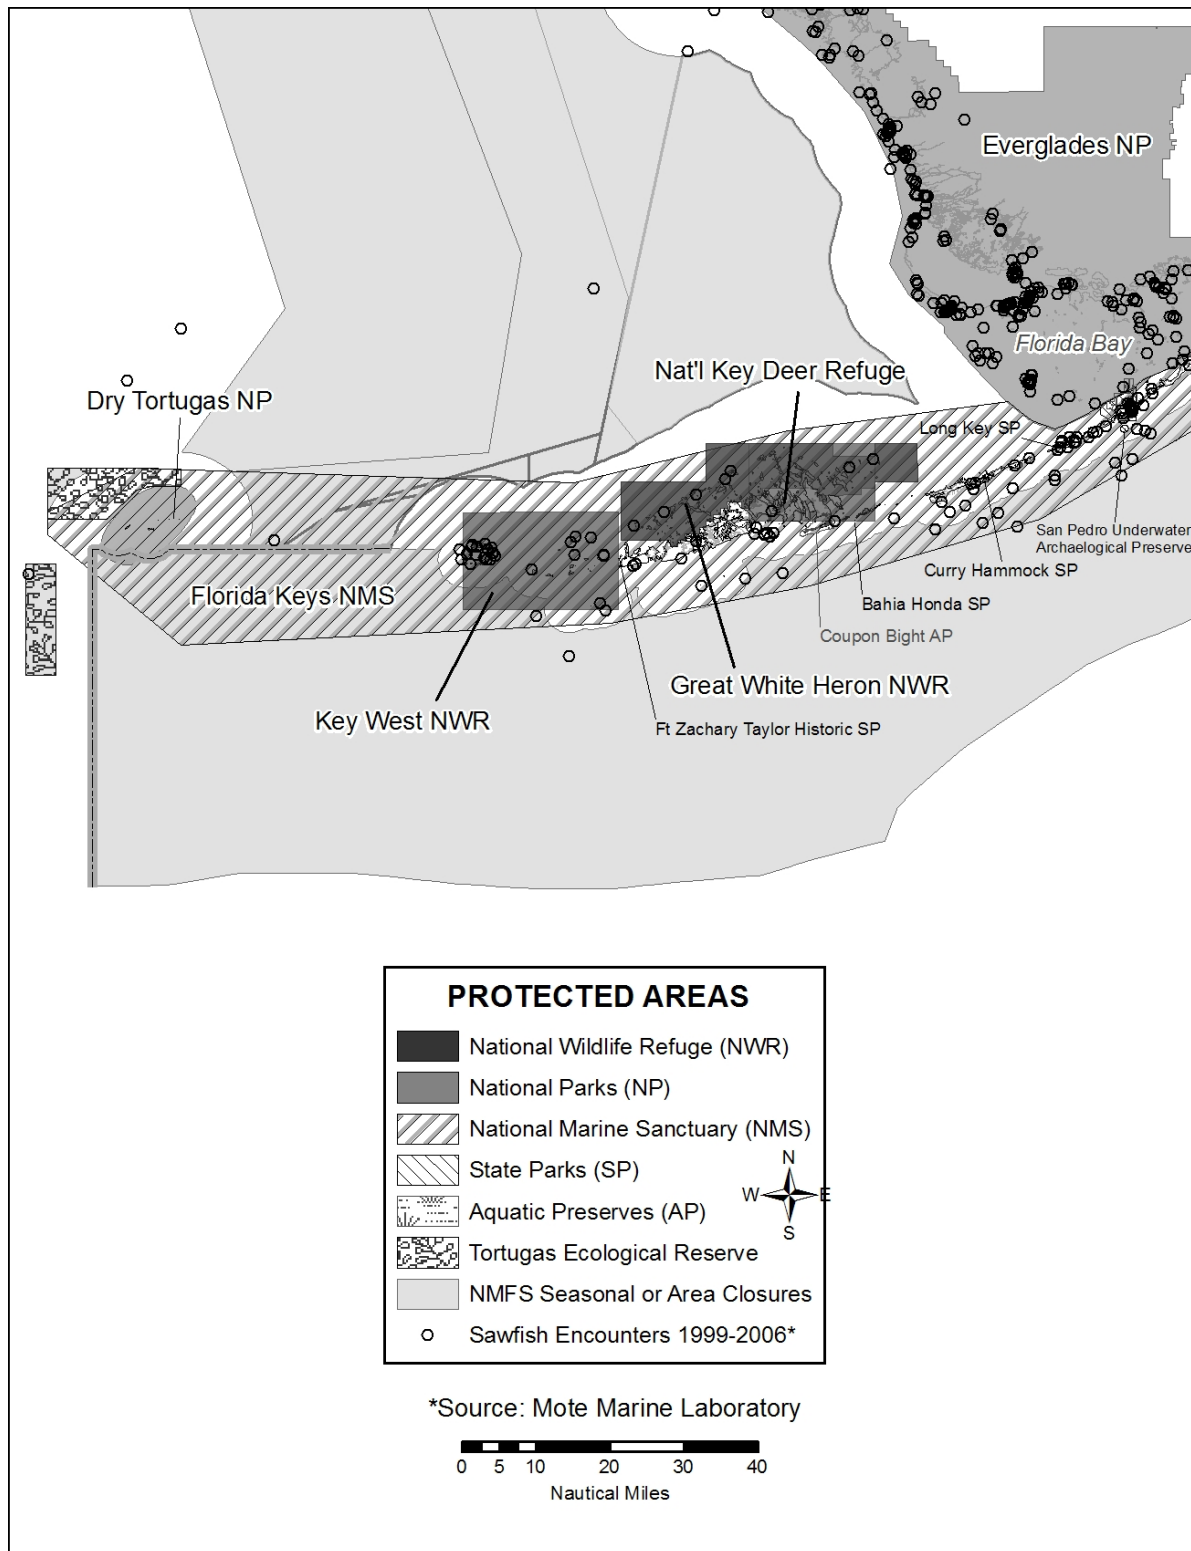 Everglades NP
Florida Bay
Nat'l Key Deer Refuge
Dry Tortugas NP
Long Key SP
San Pedro Underwater
Archaelogical Preserve
Curry Hammock SP
Florida Keys NMS
Bahia Honda SP
Coupon Bight AP
Great White Heron NWR
Key West NWR
Ft Zachary Taylor Historic SP
PROTECTED AREAS
National Wildlife Refuge (NWR)
National Parks (NP)
National Marine Sanctuary (NMS)
State Parks (SP)
Aquatic Preserves (AP)
Tortugas Ecological Reserve
NMFS Seasonal or Area Closures
Sawfish Encounters 1999-2006*
N
W E
S
*Source: Mote Marine Laboratory
0 5 10 20 30 40
Nautical Miles